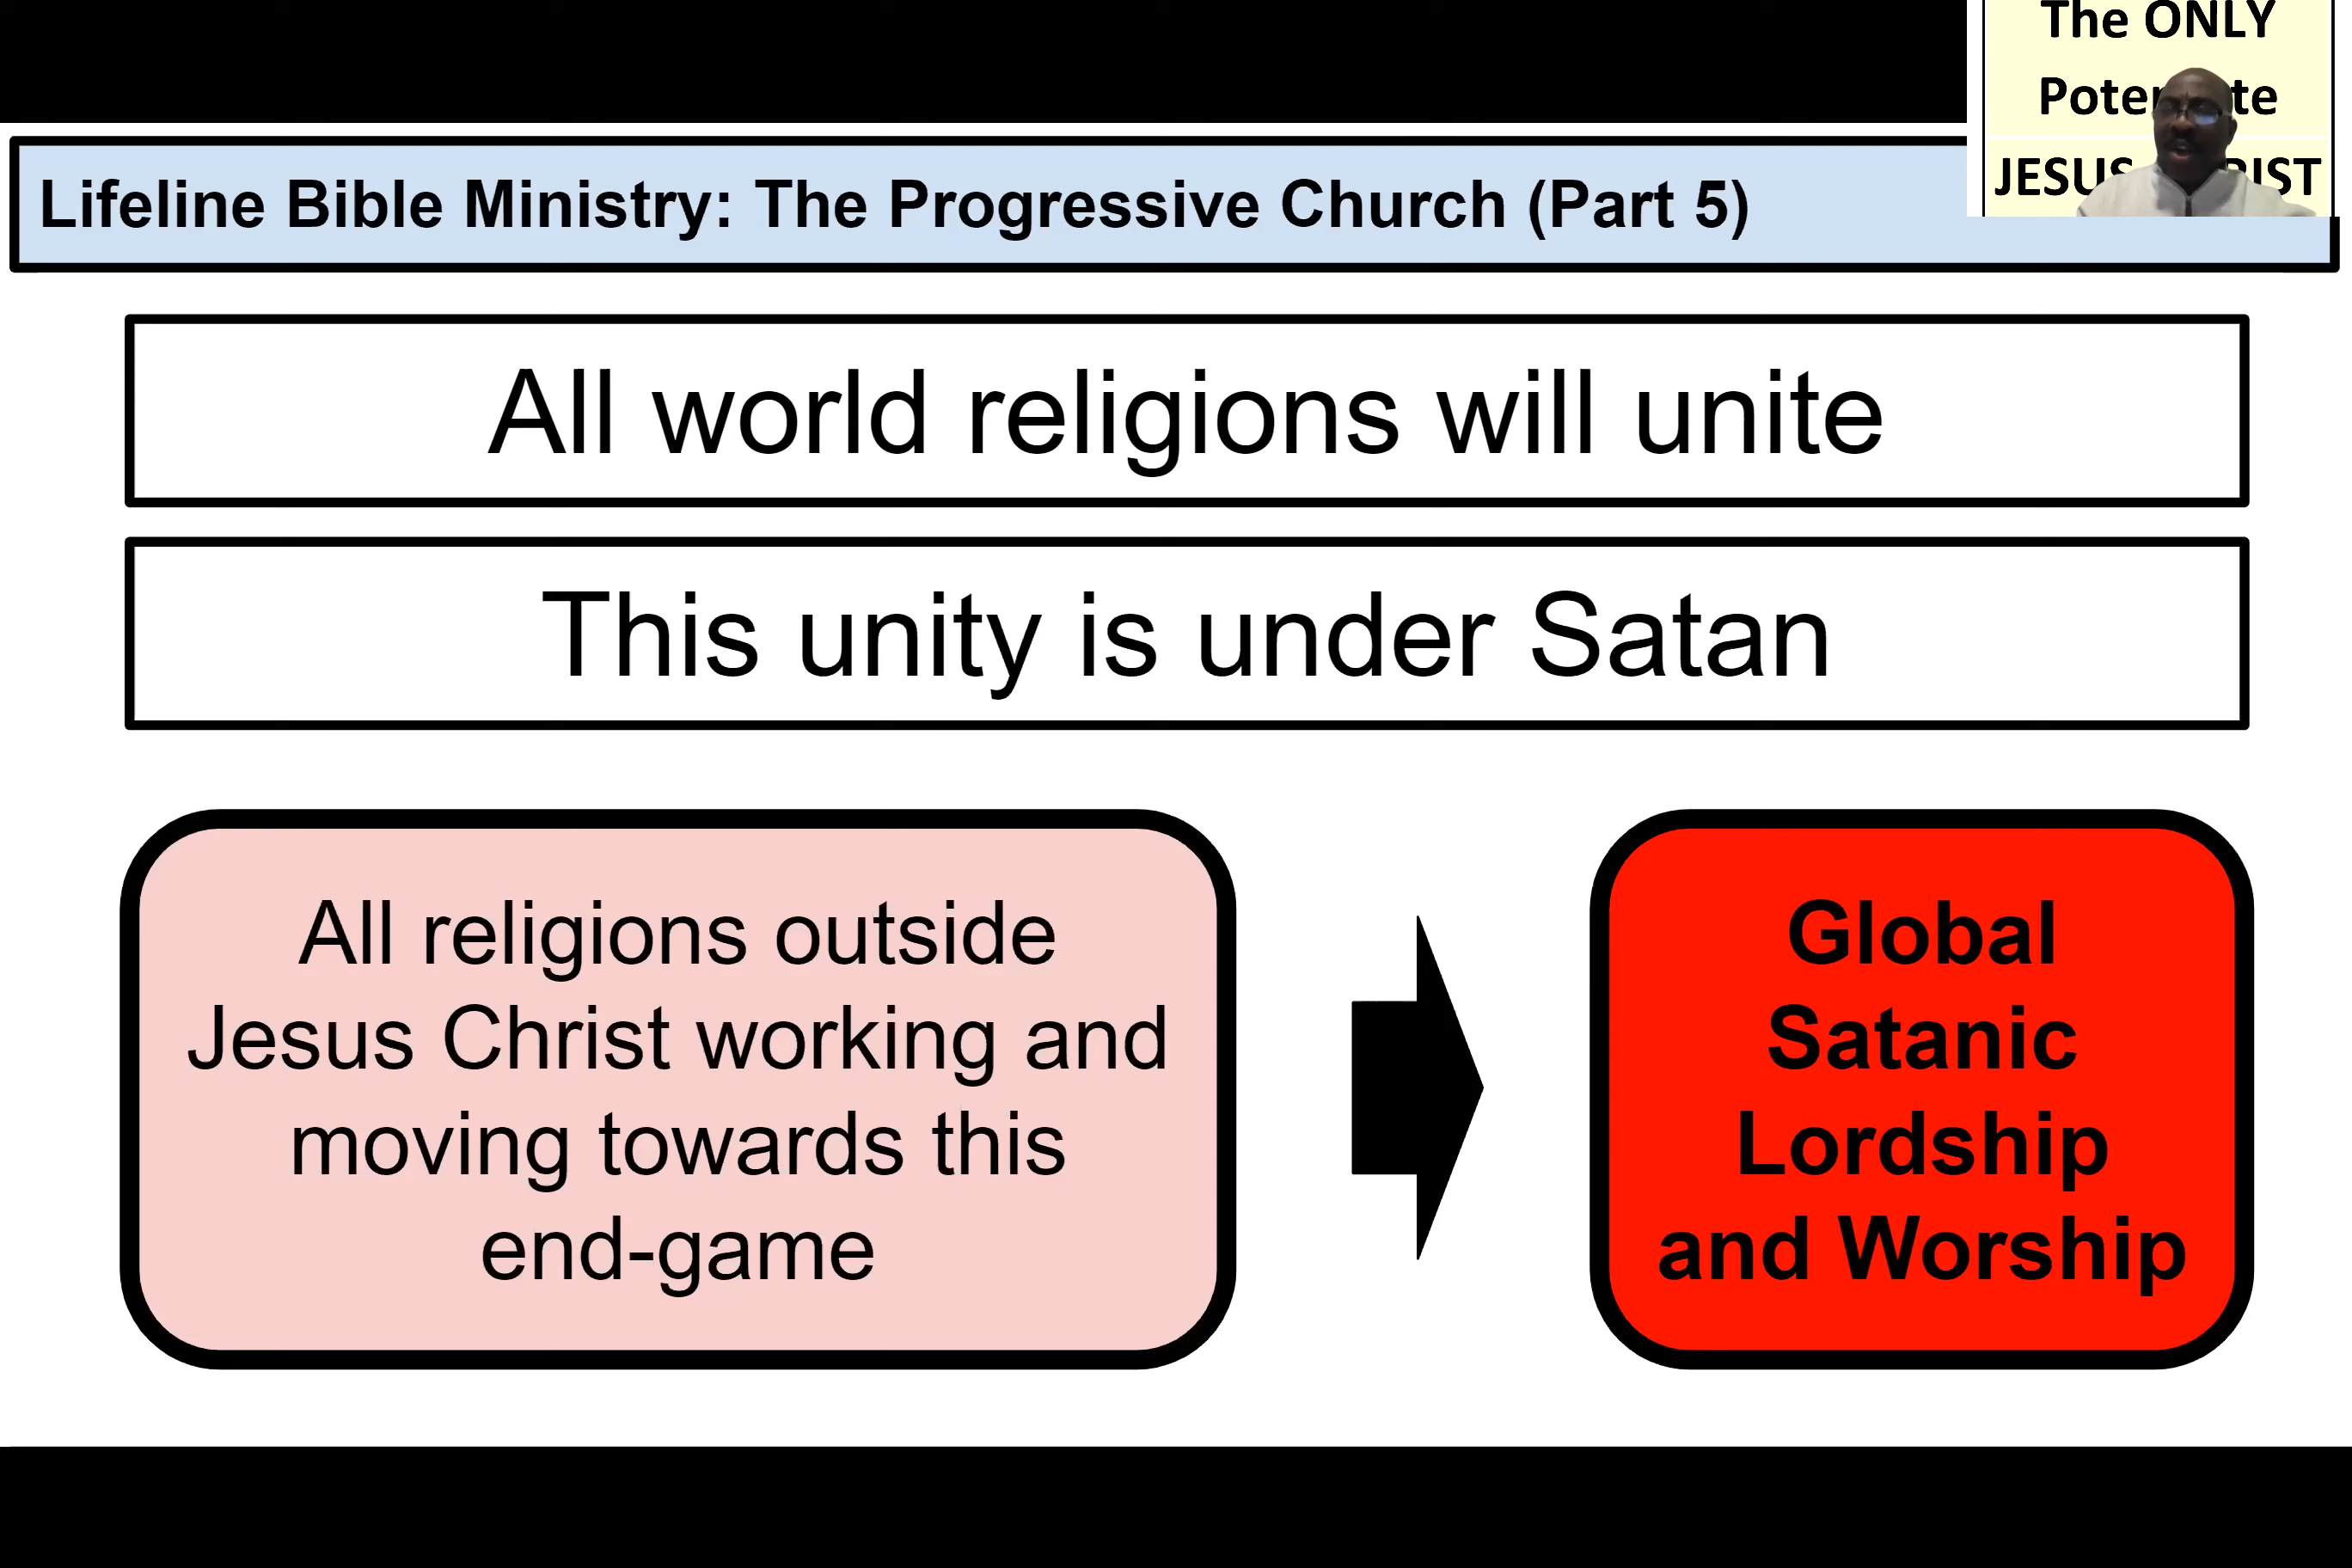 The ONLY
JESUS
Lifeline Bible Ministry: The Progressive Church (Part 5)
All world religions will unite
This unity is under Satan
All religions outside
Jesus Christ working and
moving towards this
end-game
Global
Satanic
Lordship
and Worship